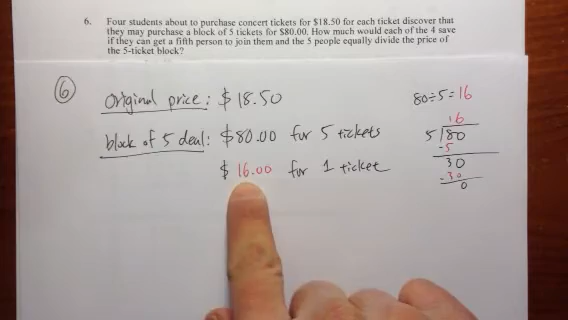 6. Four students about to purchase concert tickets for $18.50 for each ticket discover that
they may purchase a block of 5 tickets for $80.00. How much would each of the 4 save
if they can get a fifth person to join them and the 5 people equally divide the price of
the 5-ticket block?
6
original price: $18.50
block of 5 deal: $80.00 for 5 tickets
$16.00 for 1 ticket
80÷5=16
16
5)80
-5
30
-30
0